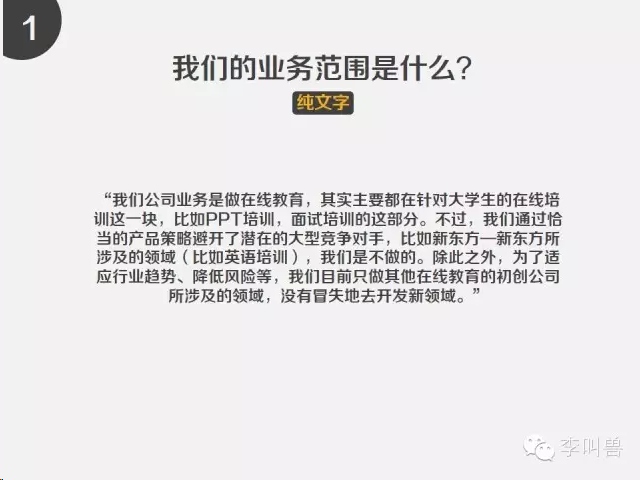 1
我们的业务范围是什么？
纯文字
“我们公司业务是做在线教育，其实主要都在针对大学生的在线培
训这一块，比如PPT培训，面试培训的这部分。不过，我们通过恰
当的产品策略避开了潜在的大型竞争对手，比如新东方—新东方所
涉及的领域（比如英语培训），我们是不做的。除此之外，为了适
应行业趋势、降低风险等，我们目前只做其他在线教育的初创公司
所涉及的领域，没有冒失地去开发新领域。”
李叫兽